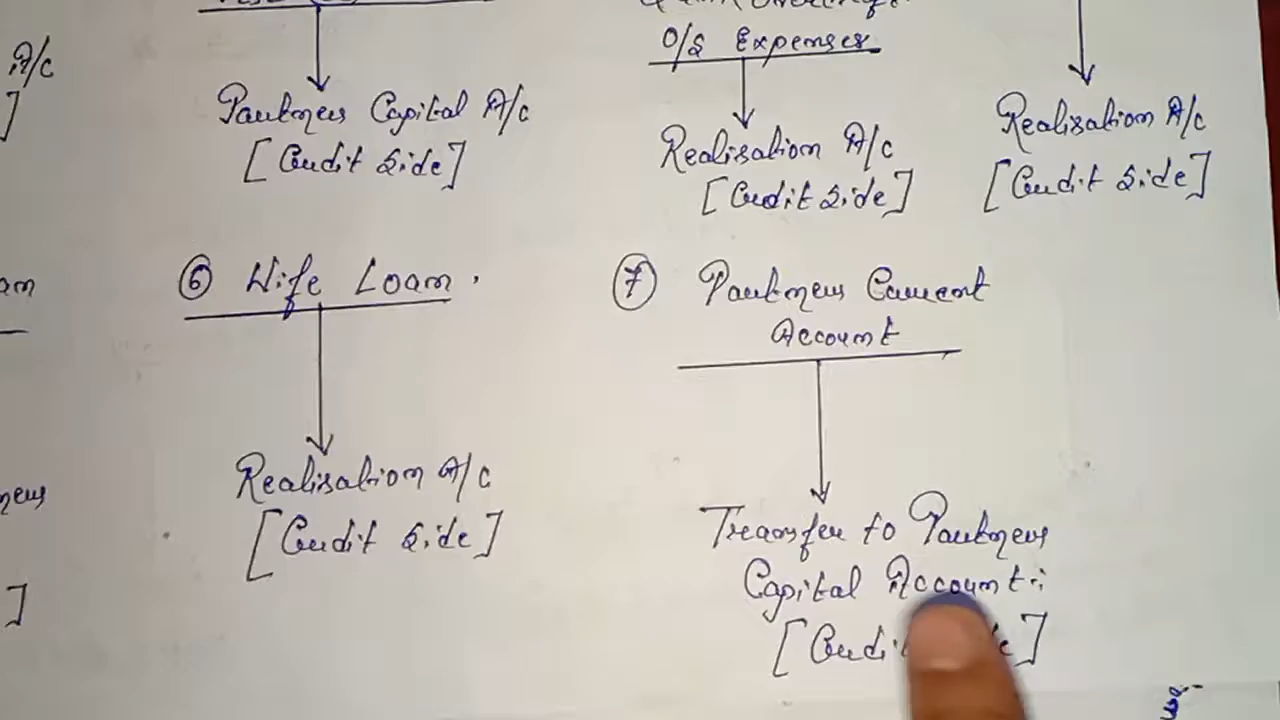 A/c
]
Partners Capital A/c
[Credit Side]
O/S Expenses
Realisation A/c
[Credit Side]
Realisation A/c
[Credit Side]
⑥ Wife Loan.
Realisation A/c
[Credit Side]
⑦ Partners Current
Account
Transfer to Partners
Capital Account:
]